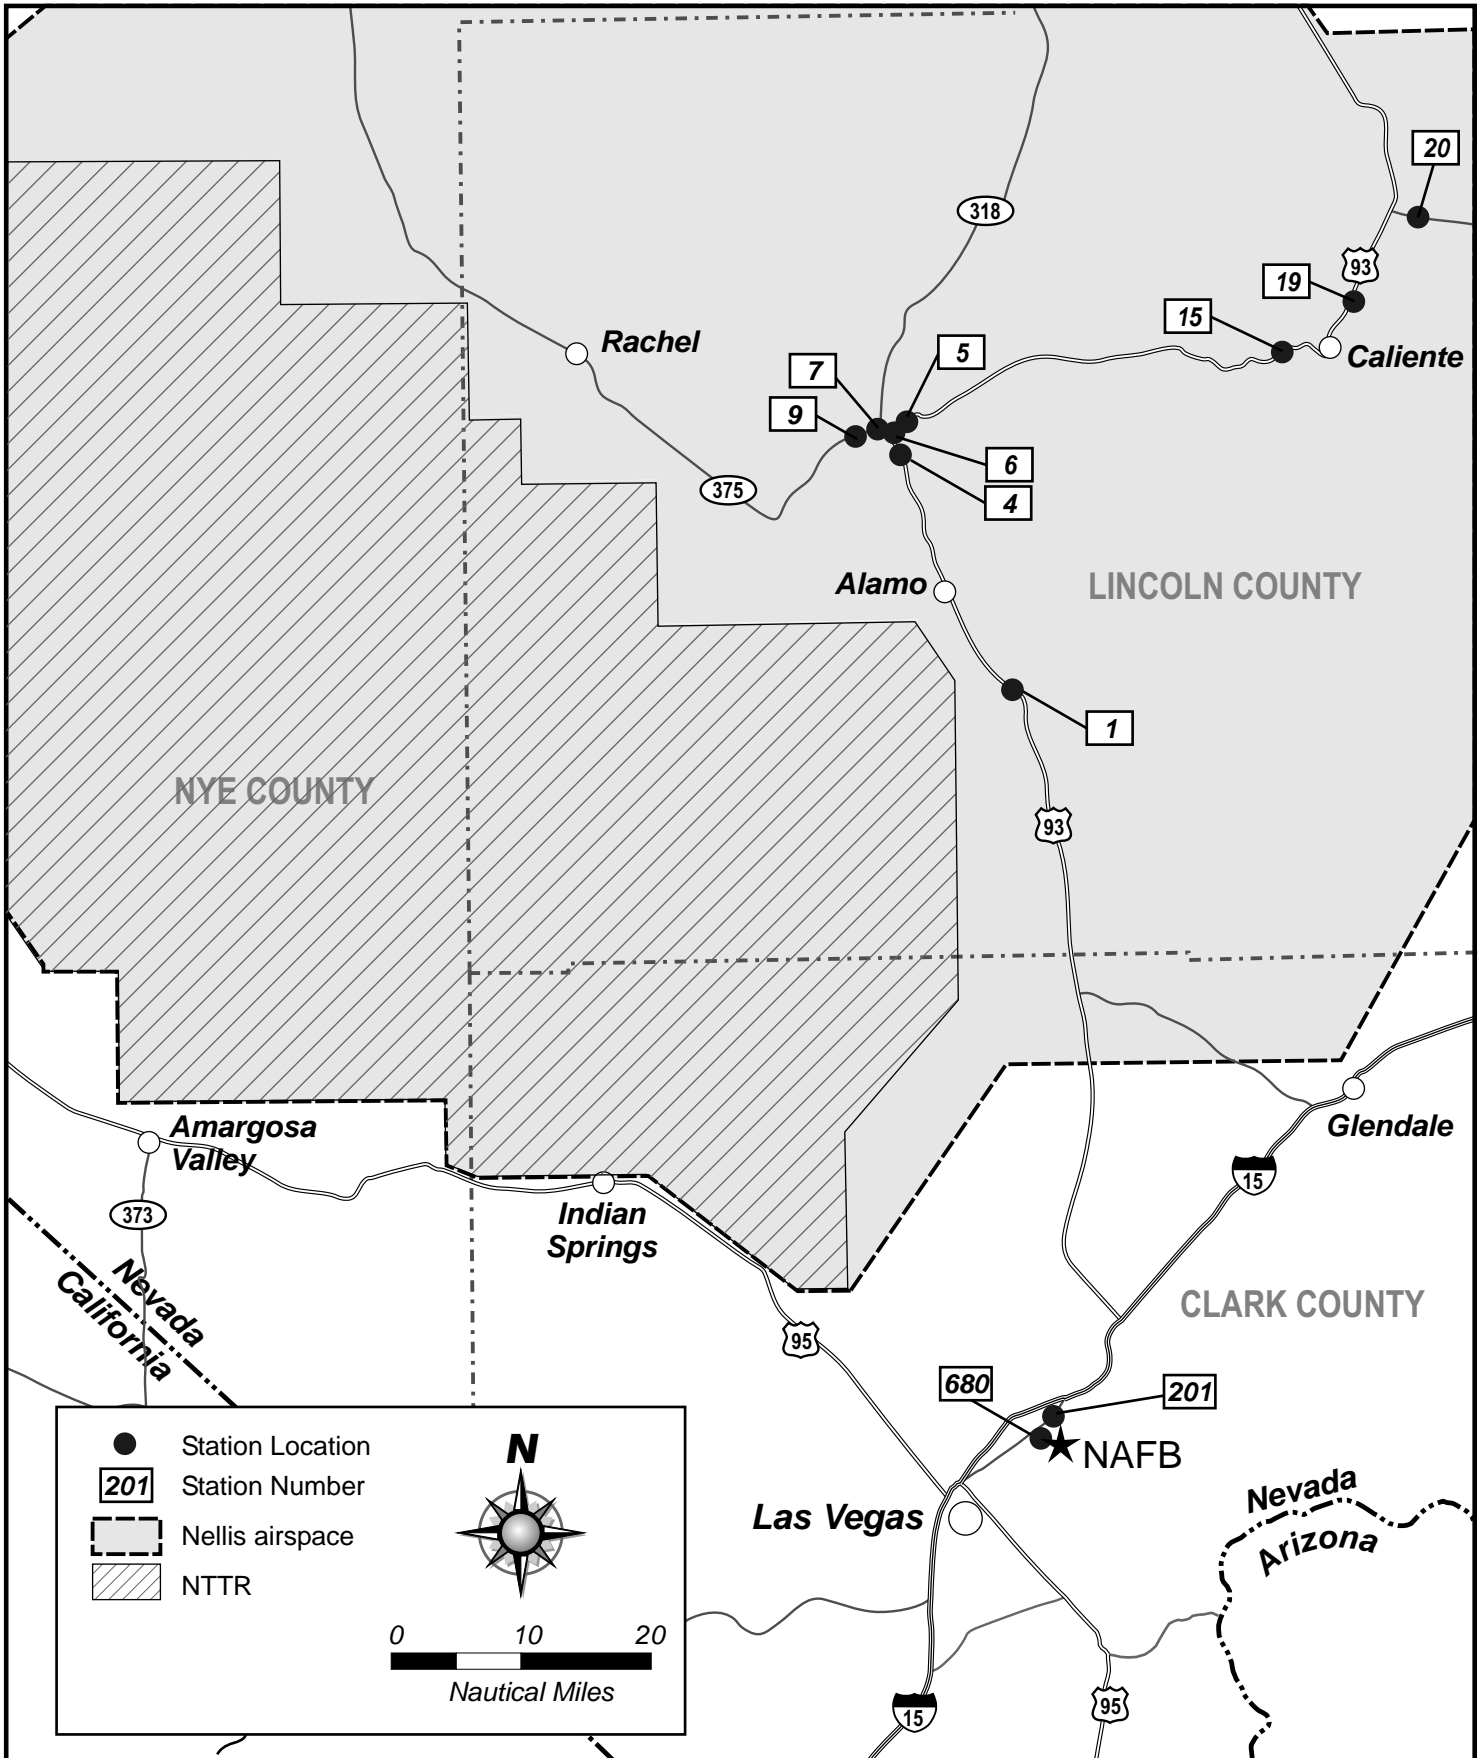 20
318
93
19
15
Rachel
5
Caliente
7
9
6
375
4
Alamo
LINCOLN COUNTY
1
NYE COUNTY
93
Amargosa
Valley
Glendale
15
373
Indian
Springs
Nevada
California
CLARK COUNTY
95
680
201
NAFB
Station Location
N
201 Station Number
Nellis airspace
NTTR
Las Vegas
Nevada
Arizona
0 10 20
Nautical Miles
15
95